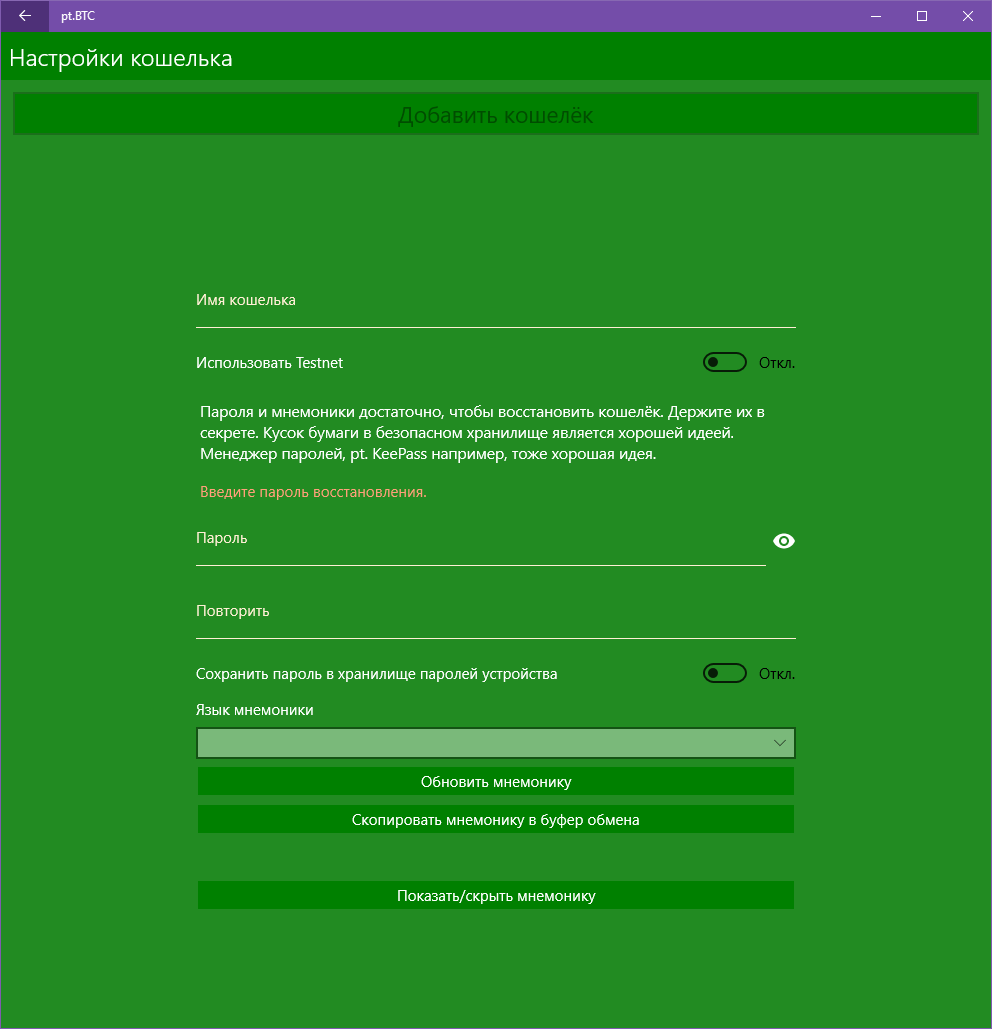 pt.BTC
Настройки кошелька
Добавить кошелёк
Имя кошелька
Использовать Testnet
Откл.
Пароля и мнемоники достаточно, чтобы восстановить кошелёк. Держите их в
секрете. Кусок бумаги в безопасном хранилище является хорошей идеей.
Менеджер паролей, pt. KeePass например, тоже хорошая идея.
Введите пароль восстановления.
Пароль
Повторить
Сохранить пароль в хранилище паролей устройства
Откл.
Язык мнемоники
Обновить мнемонику
Скопировать мнемонику в буфер обмена
Показать/скрыть мнемонику